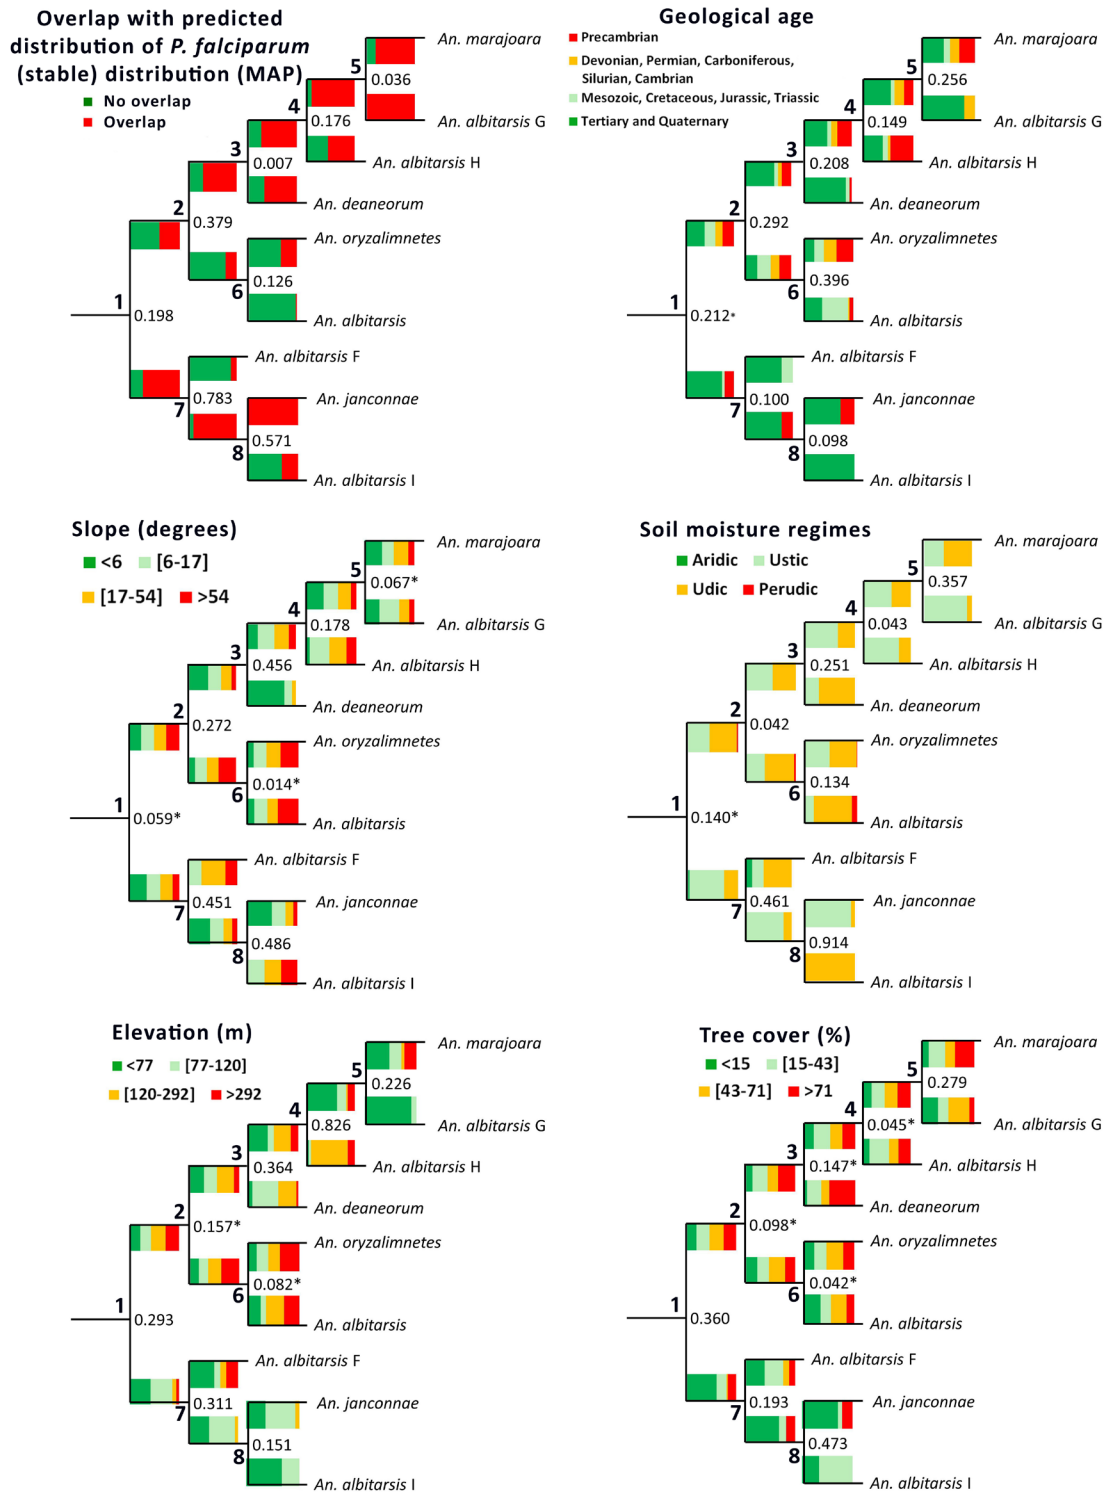 Overlap with predicted
distribution of P. falciparum
(stable) distribution (MAP)
No overlap
Overlap
An. marajoara
5
0.036
4
An. albitarsis G
0.176
3
An. albitarsis H
0.007
2
An. deaneorum
0.379
An. oryzalimnetes
0.126
6
1
0.198
An. albitarsis
An. albitarsis F
0.783
An. janconnae
7
0.571
8
An. albitarsis I
Geological age
Precambrian
Devonian, Permian, Carboniferous,
Silurian, Cambrian
Mesozoic, Cretaceous, Jurassic, Triassic
Tertiary and Quaternary
An. marajoara
5
0.256
4
An. albitarsis G
0.149
3
An. albitarsis H
0.208
2
An. deaneorum
0.292
An. oryzalimnetes
0.396
6
1
0.212*
An. albitarsis
An. albitarsis F
0.100
An. janconnae
7
0.098
8
An. albitarsis I
Slope (degrees)
<6 [6-17]
[17-54] >54
An. marajoara
5
0.067*
4
An. albitarsis G
0.178
3
An. albitarsis H
0.456
2
An. deaneorum
0.272
An. oryzalimnetes
0.014*
6
1
0.059*
An. albitarsis
An. albitarsis F
0.451
An. janconnae
7
0.486
8
An. albitarsis I
Soil moisture regimes
Aridic Ustic
Udic Perudic
An. marajoara
5
0.357
4
An. albitarsis G
0.043
3
An. albitarsis H
0.251
2
An. deaneorum
0.042
An. oryzalimnetes
0.134
6
1
0.140*
An. albitarsis
An. albitarsis F
0.461
An. janconnae
7
0.914
8
An. albitarsis I
Elevation (m)
<77 [77-120]
[120-292] >292
An. marajoara
5
0.226
4
An. albitarsis G
0.826
3
An. albitarsis H
0.364
2
An. deaneorum
0.157*
An. oryzalimnetes
0.082*
6
1
0.293
An. albitarsis
An. albitarsis F
0.311
An. janconnae
7
0.151
8
An. albitarsis I
Tree cover (%)
<15 [15-43]
[43-71] >71
An. marajoara
5
0.279
4
An. albitarsis G
0.045*
3
An. albitarsis H
0.147*
2
An. deaneorum
0.098*
An. oryzalimnetes
0.042*
6
1
0.360
An. albitarsis
An. albitarsis F
0.193
An. janconnae
7
0.473
8
An. albitarsis I